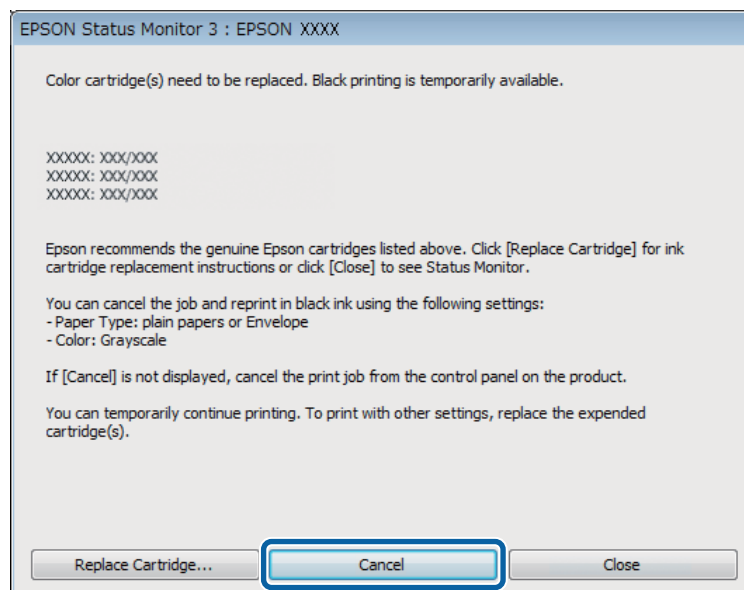 EPSON Status Monitor 3 : EPSON XXXX
Color cartridge(s) need to be replaced. Black printing is temporarily available.
XXXXX: XXX/XXX
XXXXX: XXX/XXX
XXXXX: XXX/XXX
Epson recommends the genuine Epson cartridges listed above. Click [Replace Cartridge] for ink
cartridge replacement instructions or click [Close] to see Status Monitor.
You can cancel the job and reprint in black ink using the following settings:
- Paper Type: plain papers or Envelope
- Color: Grayscale
If [Cancel] is not displayed, cancel the print job from the control panel on the product.
You can temporarily continue printing. To print with other settings, replace the expended
cartridge(s).
Replace Cartridge... Cancel Close